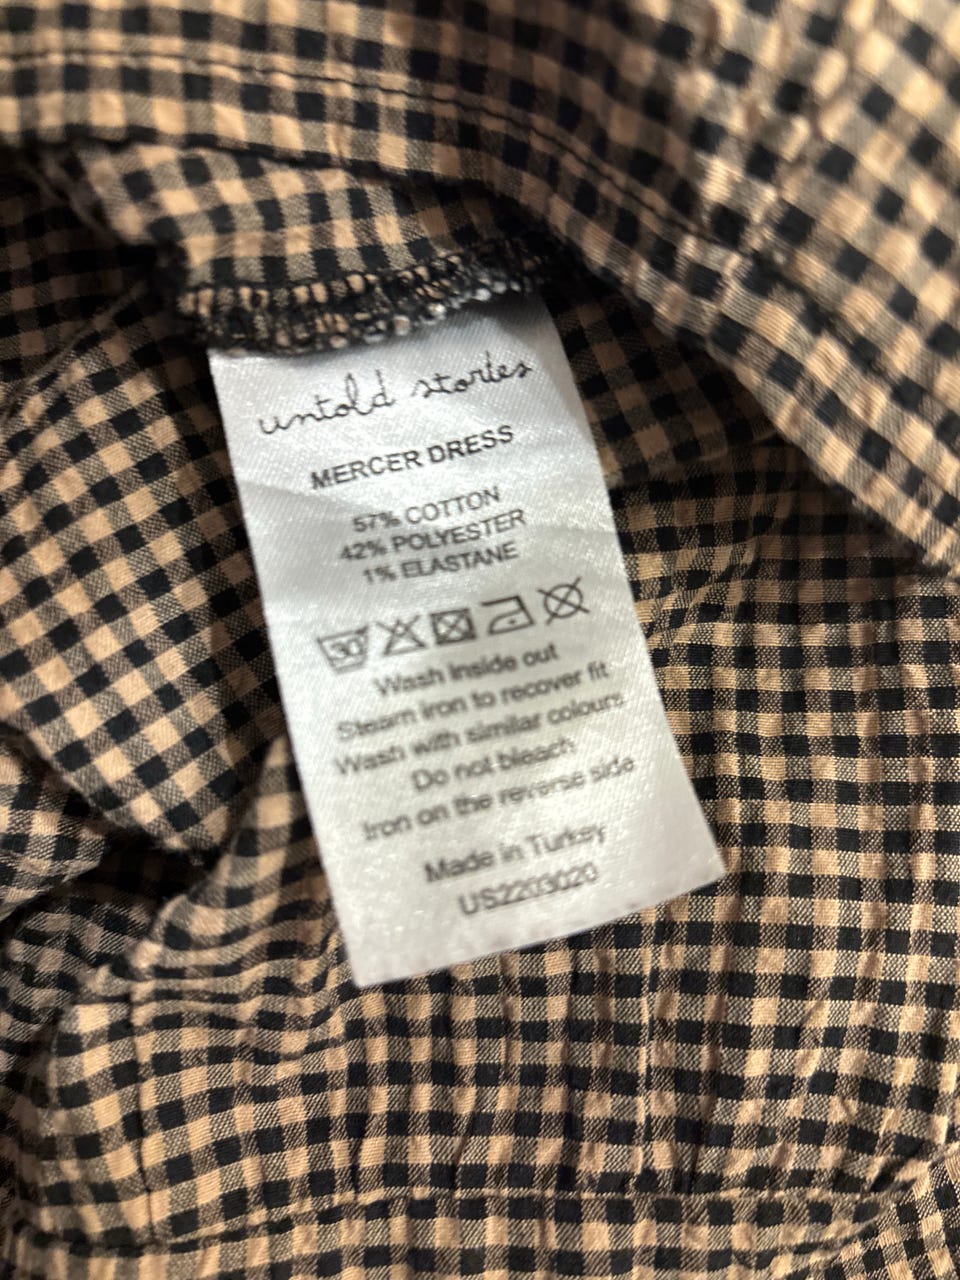 untold stories
MERCER DRESS
57% COTTON
42% POLYESTER
1% ELASTANE
30
Wash inside out
Steam iron to recover fit
Wash with similar colours
Do not bleach
Iron on the reverse side
Made in Turkey
US2203020